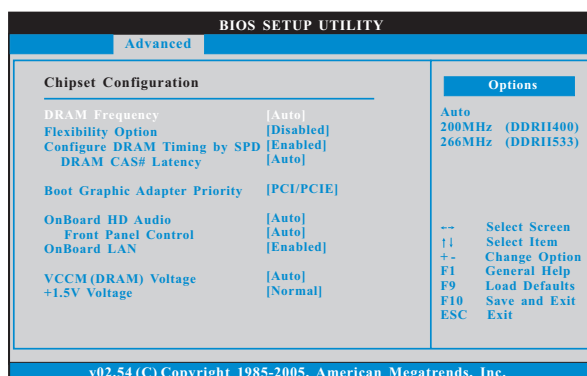 BIOS SETUP UTILITY
Advanced
Chipset Configuration
DRAM Frequency [Auto]
Flexibility Option [Disabled]
Configure DRAM Timing by SPD [Enabled]
DRAM CAS# Latency [Auto]
Boot Graphic Adapter Priority [PCI/PCIE]
OnBoard HD Audio [Auto]
Front Panel Control [Auto]
OnBoard LAN [Enabled]
VCCM (DRAM) Voltage [Auto]
+1.5V Voltage [Normal]
Options
Auto
200MHz (DDRII400)
266MHz (DDRII533)
←→ Select Screen
↑↓ Select Item
+ - Change Option
F1 General Help
F9 Load Defaults
F10 Save and Exit
ESC Exit
v02.54 (C) Copyright 1985-2005, American Megatrends, Inc.